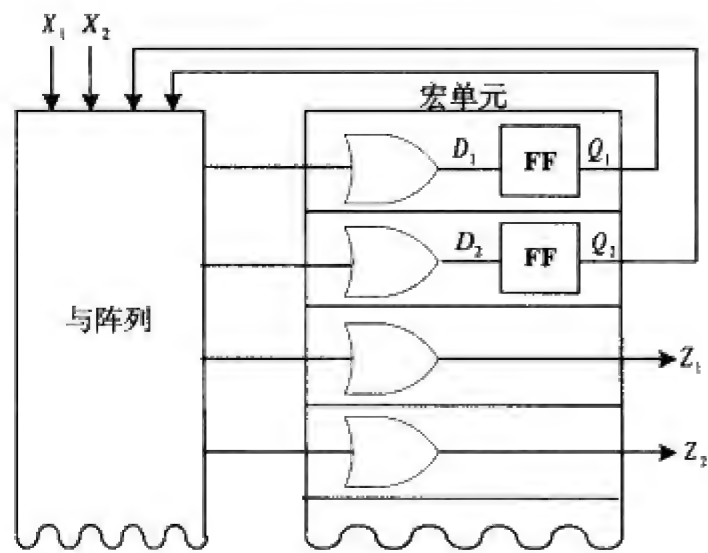 X₁ X₂
宏单元
D₁ FF Q₁
D₂ FF Q₂
与阵列
Z₁
Z₂